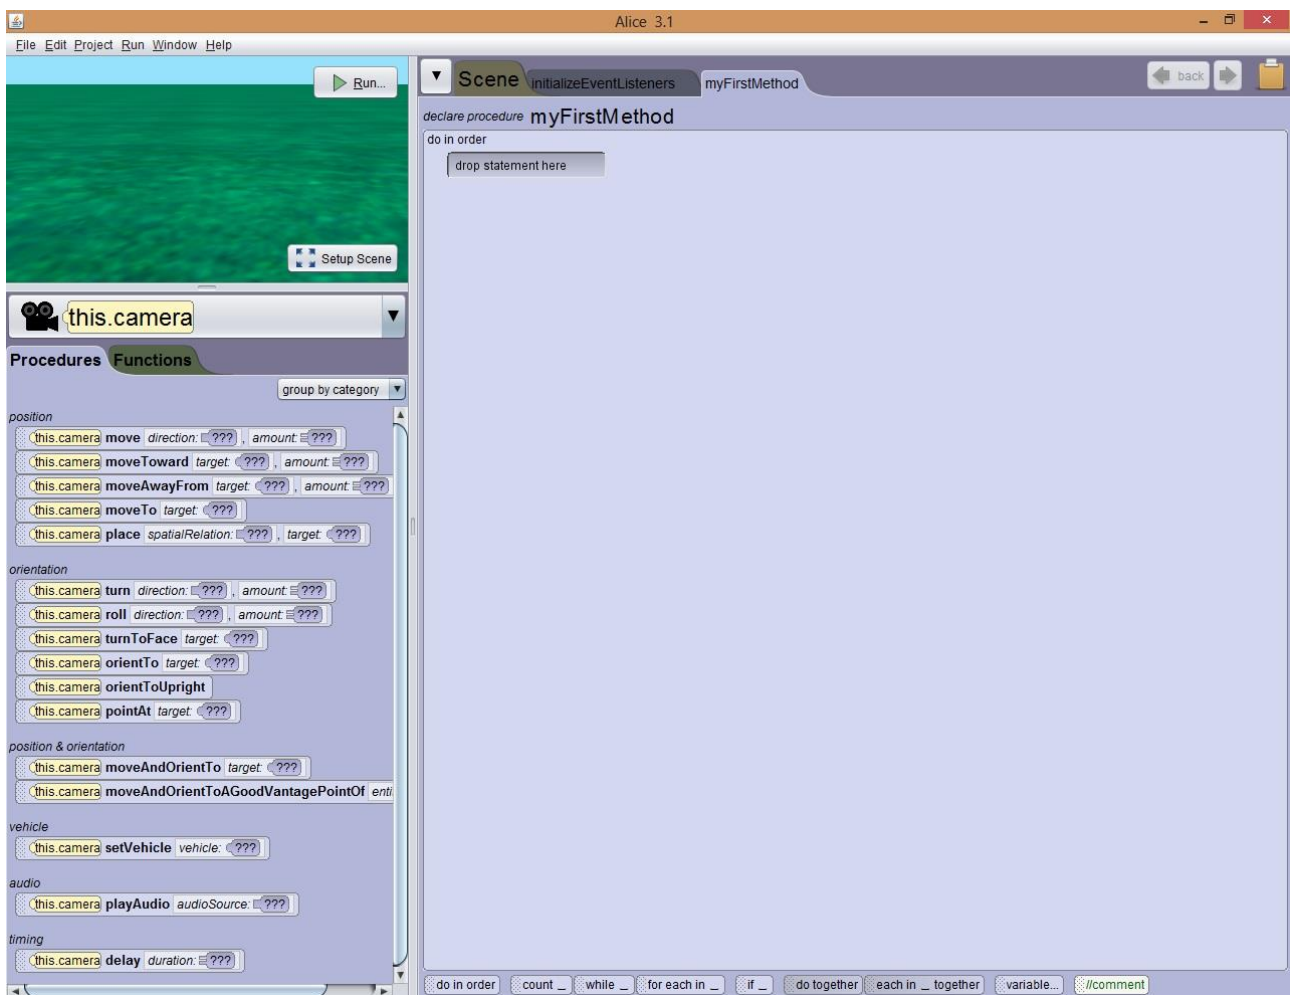 Alice 3.1
File Edit Project Run Window Help
Run...
Setup Scene
this.camera
Procedures Functions
group by category
position
this.camera move direction: ??? , amount: ???
this.camera moveToward target: ??? , amount: ???
this.camera moveAwayFrom target: ??? , amount: ???
this.camera moveTo target: ???
this.camera place spatialRelation: ??? , target: ???
orientation
this.camera turn direction: ??? , amount: ???
this.camera roll direction: ??? , amount: ???
this.camera turnToFace target: ???
this.camera orientTo target: ???
this.camera orientToUpright
this.camera pointAt target: ???
position & orientation
this.camera moveAndOrientTo target: ???
this.camera moveAndOrientToAGoodVantagePointOf enti
vehicle
this.camera setVehicle vehicle: ???
audio
this.camera playAudio audioSource: ???
timing
this.camera delay duration: ???
Scene initializeEventListeners myFirstMethod
back
declare procedure myFirstMethod
do in order
drop statement here
do in order count _ while _ for each in _ if _ do together each in _ together variable... //comment